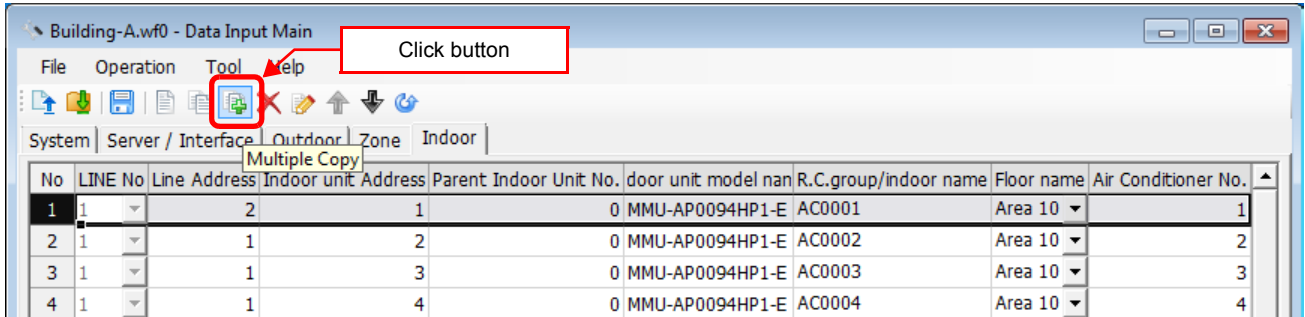 Building-A.wf0 - Data Input Main
Click button
File Operation Tool Help
System Server / Interface Outdoor Zone Indoor
Multiple Copy
No LINE No Line Address Indoor unit Address Parent Indoor Unit No. door unit model nan R.C.group/indoor name Floor name Air Conditioner No.
1 1 2 1 0 MMU-AP0094HP1-E AC0001 Area 10 1
2 1 1 2 0 MMU-AP0094HP1-E AC0002 Area 10 2
3 1 1 3 0 MMU-AP0094HP1-E AC0003 Area 10 3
4 1 1 4 0 MMU-AP0094HP1-E AC0004 Area 10 4